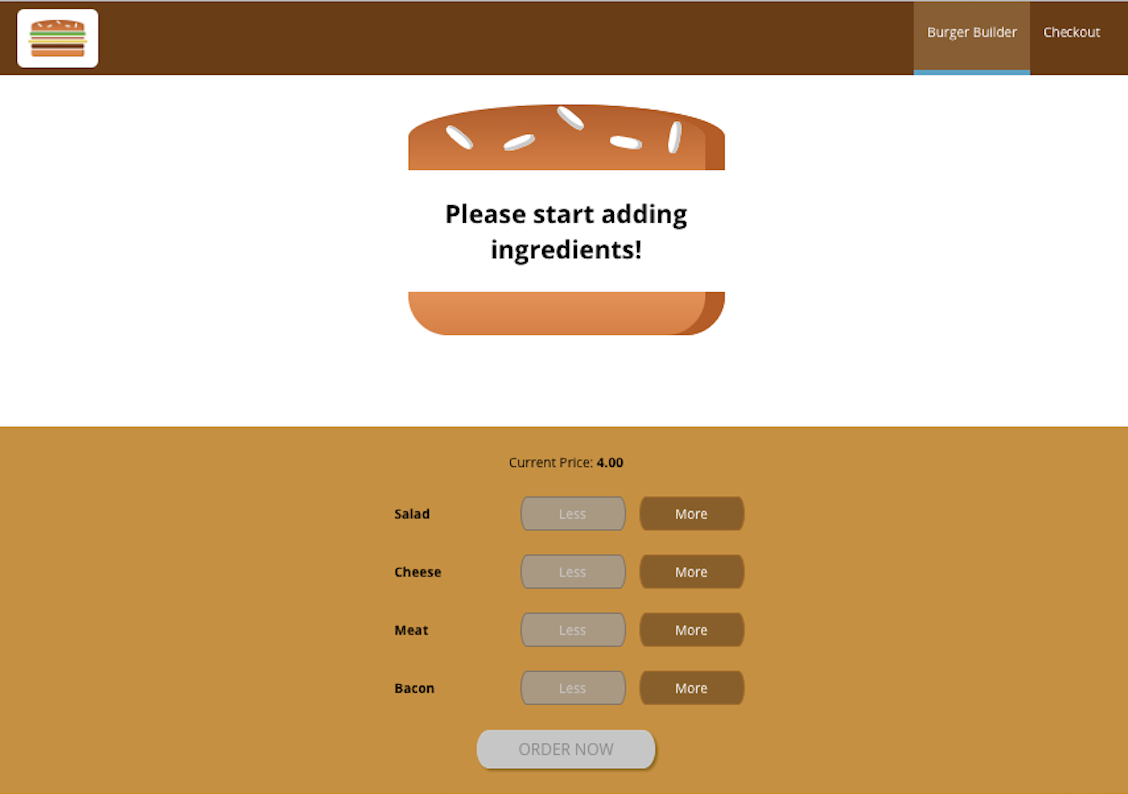 Burger Builder
Checkout
Please start adding
ingredients!
Current Price: 4.00
Salad Less More
Cheese Less More
Meat Less More
Bacon Less More
ORDER NOW